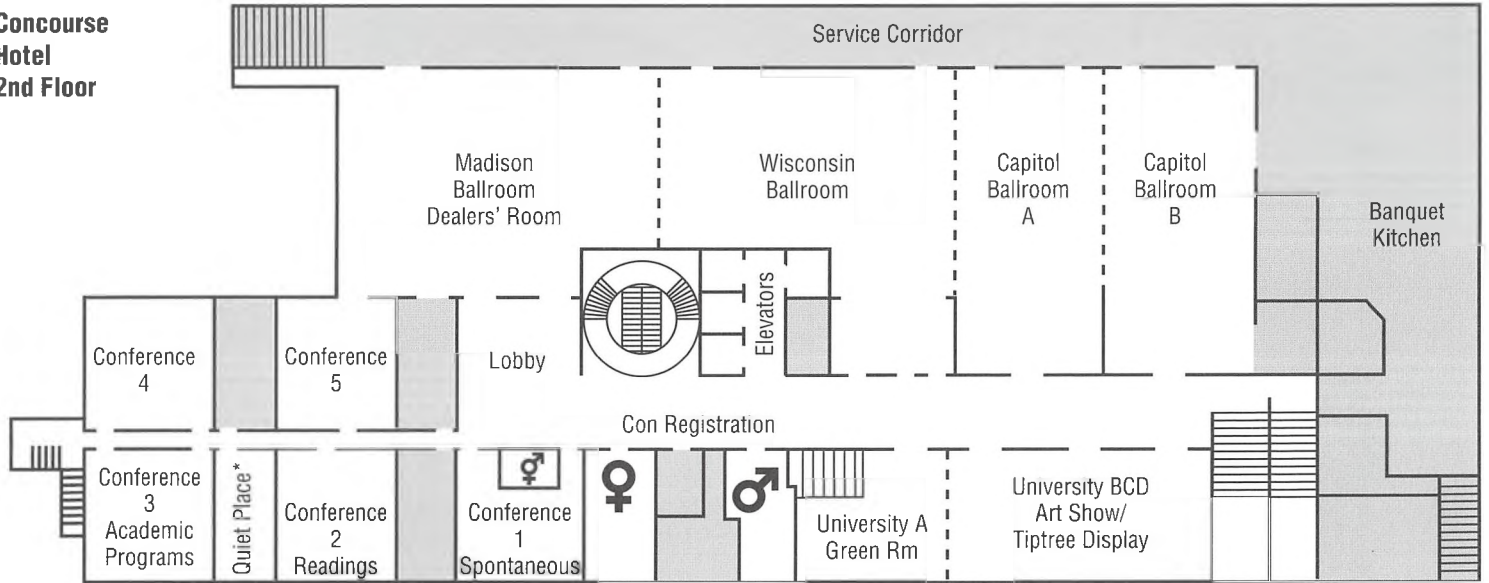 Concourse
Hotel
2nd Floor
Service Corridor
Madison
Ballroom
Dealers' Room
Wisconsin
Ballroom
Capitol
Ballroom
A
Capitol
Ballroom
B
Banquet
Kitchen
Elevators
Conference
4
Conference
5
Lobby
Con Registration
Conference
3
Academic
Programs
Quiet Place*
Conference
2
Readings
Conference
1
Spontaneous
University A
Green Rm
University BCD
Art Show/
Tiptree Display